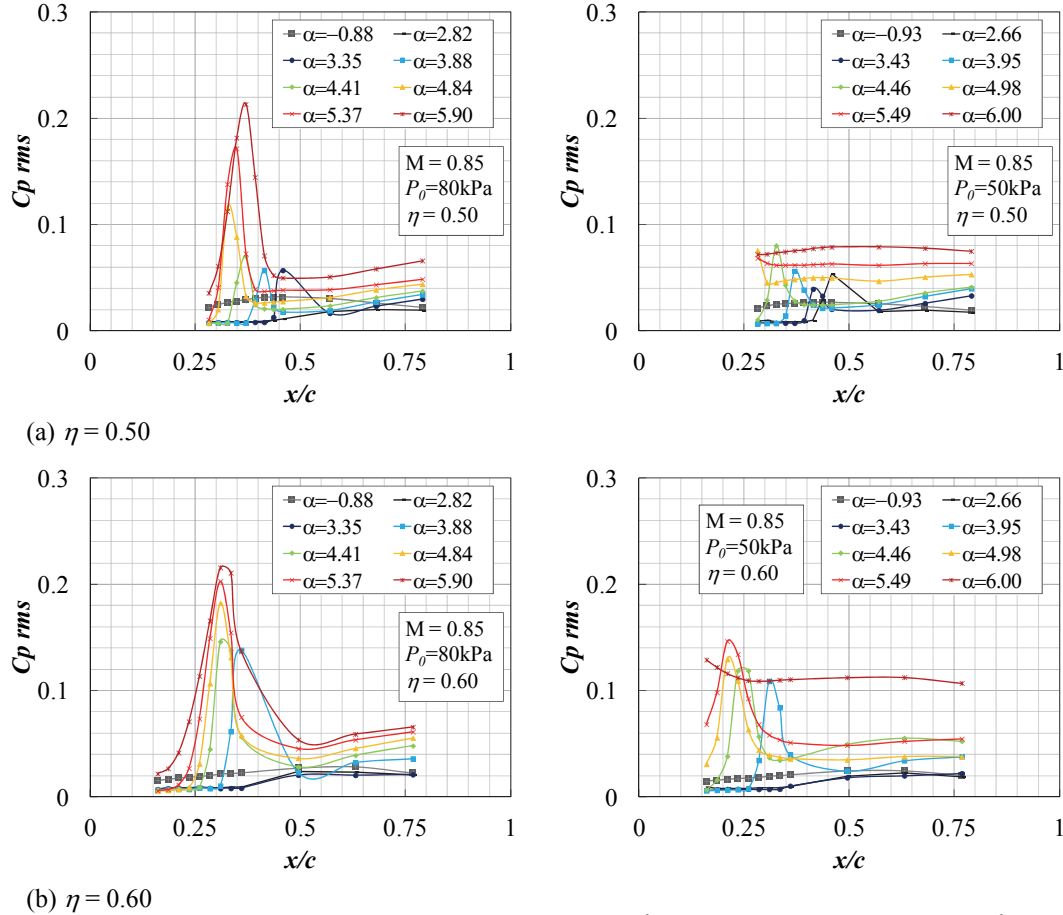 0.3
0.2
0.1
0
Cp rms
α=−0.88 α=2.82
α=3.35 α=3.88
α=4.41 α=4.84
α=5.37 α=5.90
M = 0.85
P0=80kPa
η = 0.50
0 0.25 0.5 0.75 1
x/c
0.3
0.2
0.1
0
Cp rms
α=−0.93 α=2.66
α=3.43 α=3.95
α=4.46 α=4.98
α=5.49 α=6.00
M = 0.85
P0=50kPa
η = 0.50
0 0.25 0.5 0.75 1
x/c
(a) η = 0.50
0.3
0.2
0.1
0
Cp rms
α=−0.88 α=2.82
α=3.35 α=3.88
α=4.41 α=4.84
α=5.37 α=5.90
M = 0.85
P0=80kPa
η = 0.60
0 0.25 0.5 0.75 1
x/c
0.3
0.2
0.1
0
Cp rms
M = 0.85
P0=50kPa
η = 0.60
α=−0.93 α=2.66
α=3.43 α=3.95
α=4.46 α=4.98
α=5.49 α=6.00
0 0.25 0.5 0.75 1
x/c
(b) η = 0.60